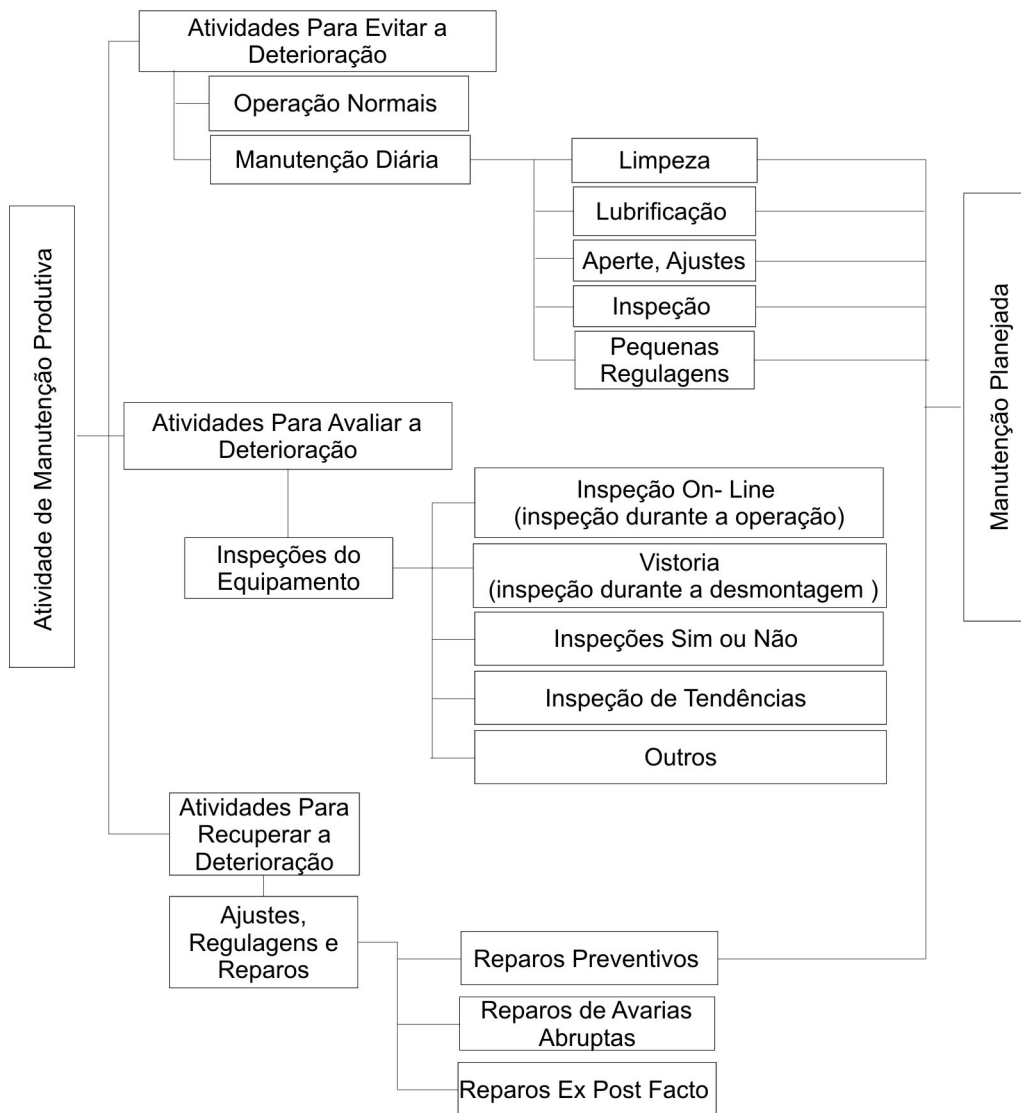 Atividade de Manutenção Produtiva
Atividades Para Evitar a
Deterioração
Operação Normais
Manutenção Diária
Limpeza
Lubrificação
Aperte, Ajustes
Inspeção
Pequenas
Regulagens
Atividades Para Avaliar a
Deterioração
Inspeções do
Equipamento
Inspeção On- Line
(inspeção durante a operação)
Vistoria
(inspeção durante a desmontagem )
Inspeções Sim ou Não
Inspeção de Tendências
Outros
Atividades Para
Recuperar a
Deterioração
Ajustes,
Regulagens e
Reparos
Reparos Preventivos
Reparos de Avarias
Abruptas
Reparos Ex Post Facto
Manutenção Planejada